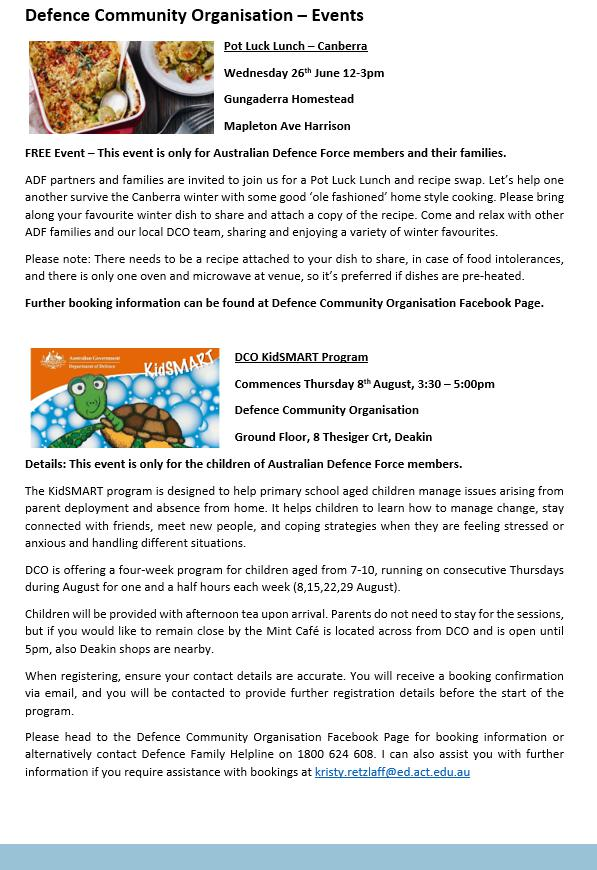 Defence Community Organisation – Events
Pot Luck Lunch – Canberra
Wednesday 26th June 12-3pm
Gungaderra Homestead
Mapleton Ave Harrison
FREE Event – This event is only for Australian Defence Force members and their families.
ADF partners and families are invited to join us for a Pot Luck Lunch and recipe swap. Let's help one
another survive the Canberra winter with some good 'ole fashioned' home style cooking. Please bring
along your favourite winter dish to share and attach a copy of the recipe. Come and relax with other
ADF families and our local DCO team, sharing and enjoying a variety of winter favourites.
Please note: There needs to be a recipe attached to your dish to share, in case of food intolerances,
and there is only one oven and microwave at venue, so it's preferred if dishes are pre-heated.
Further booking information can be found at Defence Community Organisation Facebook Page.
Australian Government
Department of Defence
KidSMART
DCO KidSMART Program
Commences Thursday 8th August, 3:30 – 5:00pm
Defence Community Organisation
Ground Floor, 8 Thesiger Crt, Deakin
Details: This event is only for the children of Australian Defence Force members.
The KidSMART program is designed to help primary school aged children manage issues arising from
parent deployment and absence from home. It helps children to learn how to manage change, stay
connected with friends, meet new people, and coping strategies when they are feeling stressed or
anxious and handling different situations.
DCO is offering a four-week program for children aged from 7-10, running on consecutive Thursdays
during August for one and a half hours each week (8,15,22,29 August).
Children will be provided with afternoon tea upon arrival. Parents do not need to stay for the sessions,
but if you would like to remain close by the Mint Café is located across from DCO and is open until
5pm, also Deakin shops are nearby.
When registering, ensure your contact details are accurate. You will receive a booking confirmation
via email, and you will be contacted to provide further registration details before the start of the
program.
Please head to the Defence Community Organisation Facebook Page for booking information or
alternatively contact Defence Family Helpline on 1800 624 608. I can also assist you with further
information if you require assistance with bookings at kristy.retzlaff@ed.act.edu.au